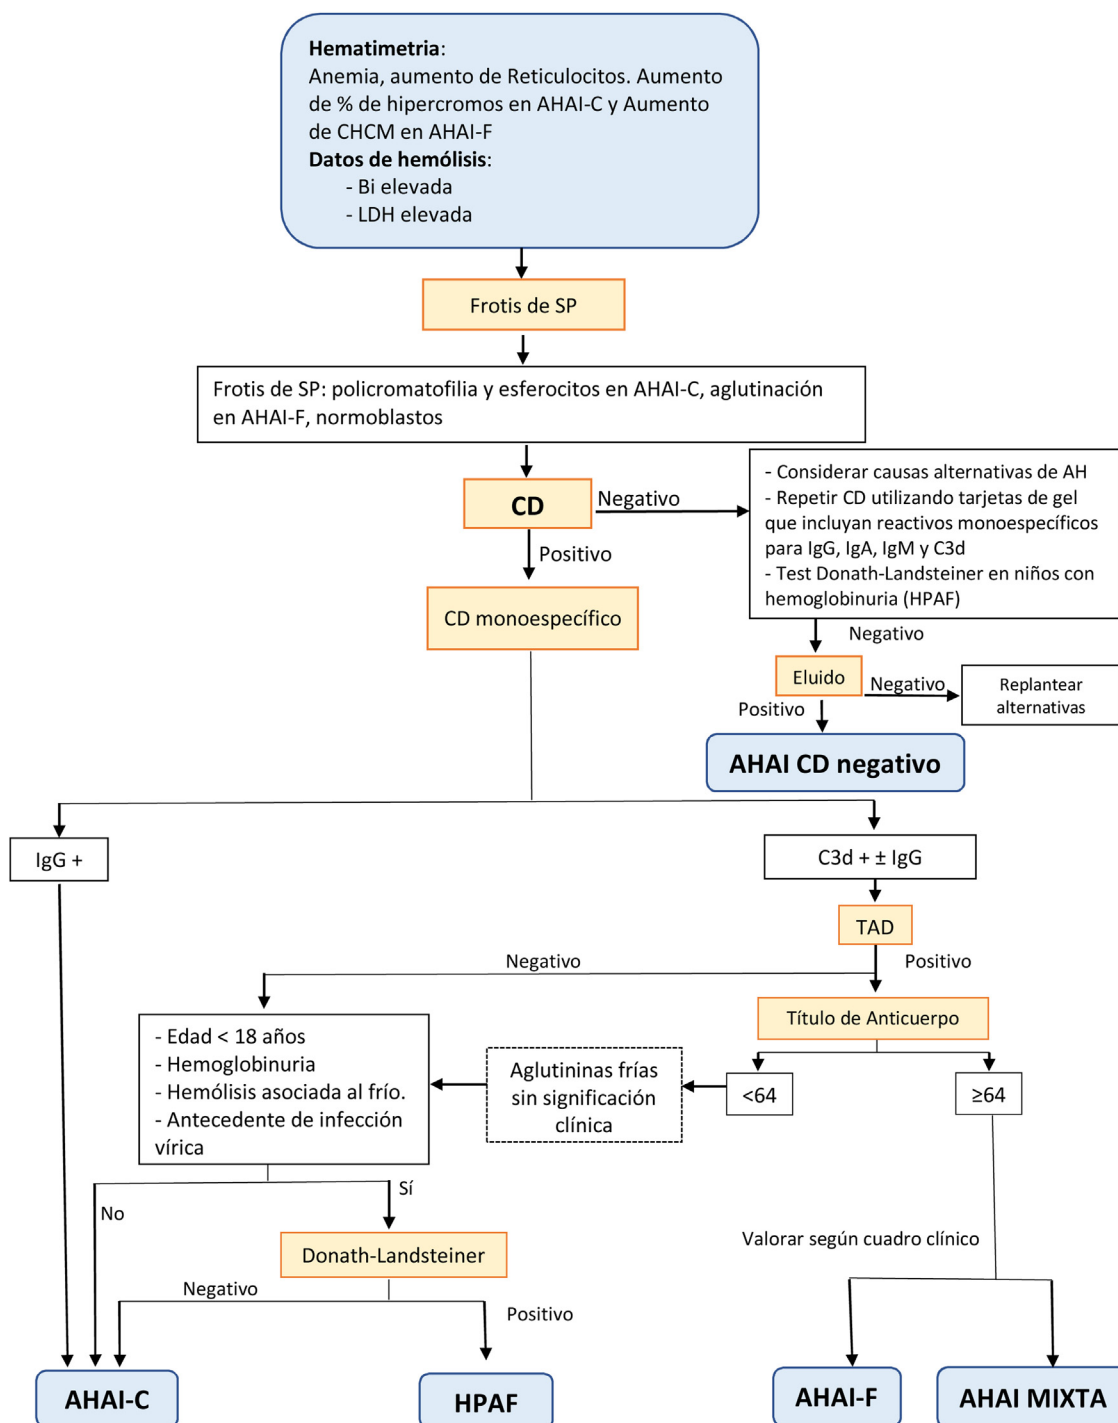 Hematimetria:
Anemia, aumento de Reticulocitos. Aumento
de % de hipercromos en AHAI-C y Aumento
de CHCM en AHAI-F
Datos de hemólisis:
- Bi elevada
- LDH elevada
Frotis de SP
Frotis de SP: policromatofilia y esferocitos en AHAI-C, aglutinación
en AHAI-F, normoblastos
CD
Negativo
- Considerar causas alternativas de AH
- Repetir CD utilizando tarjetas de gel
que incluyan reactivos monoespecíficos
para IgG, IgA, IgM y C3d
- Test Donath-Landsteiner en niños con
hemoglobinuria (HPAF)
Positivo
CD monoespecífico
Negativo
Eluido
Negativo
Replantear
alternativas
Positivo
AHAI CD negativo
IgG +
C3d + ± IgG
TAD
Negativo
Positivo
Título de Anticuerpo
- Edad < 18 años
- Hemoglobinuria
- Hemólisis asociada al frío.
- Antecedente de infección
vírica
Aglutininas frías
sin significación
clínica
<64
≥64
No
Sí
Valorar según cuadro clínico
Donath-Landsteiner
Negativo
Positivo
AHAI-C
HPAF
AHAI-F
AHAI MIXTA